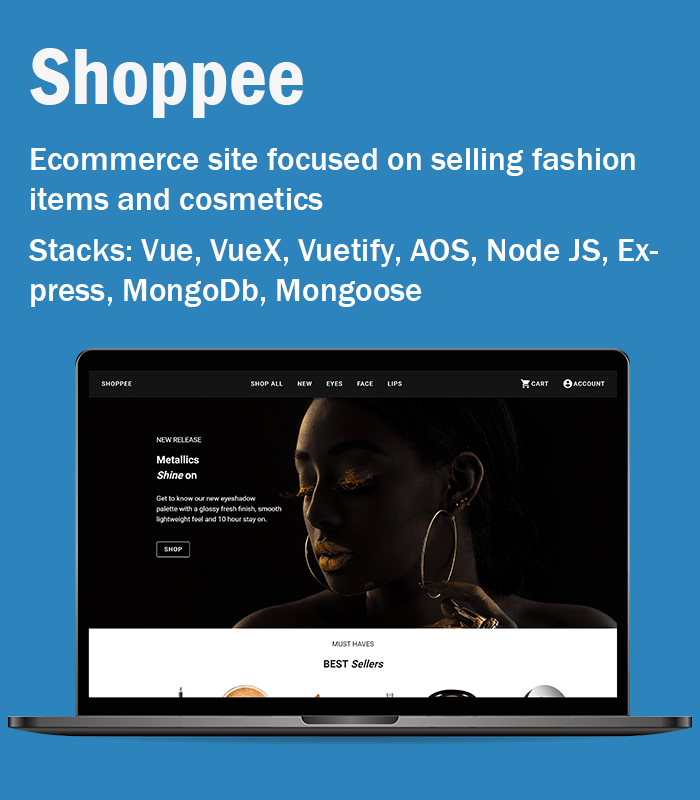 Shoppee
Ecommerce site focused on selling fashion
items and cosmetics
Stacks: Vue, VueX, Vuetify, AOS, Node JS, Ex-
press, MongoDb, Mongoose
SHOPPEE SHOP ALL NEW EYES FACE LIPS CART ACCOUNT
NEW RELEASE
Metallics
Shine on
Get to know our new eyeshadow
palette with a glossy fresh finish, smooth
lightweight feel and 10 hour stay on.
SHOP
MUST HAVES
BEST Sellers